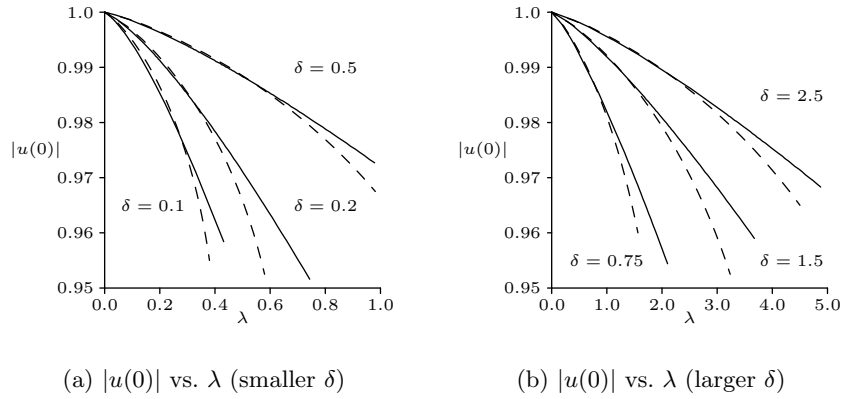 1.0
0.99
0.98
0.97
0.96
0.95
|u(0)|
0.0 0.2 0.4 0.6 0.8 1.0
λ
δ = 0.5
δ = 0.2
δ = 0.1
(a) |u(0)| vs. λ (smaller δ)
1.0
0.99
0.98
0.97
0.96
0.95
|u(0)|
0.0 1.0 2.0 3.0 4.0 5.0
λ
δ = 2.5
δ = 0.75
δ = 1.5
(b) |u(0)| vs. λ (larger δ)